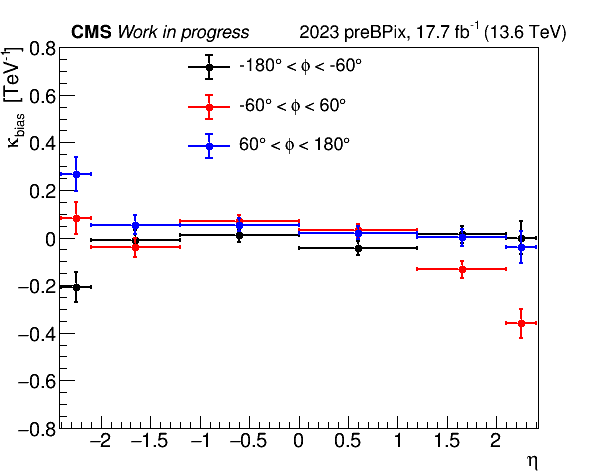 CMS Work in progress 2023 preBPix, 17.7 fb⁻¹ (13.6 TeV)
κ_bias [TeV⁻¹]
-180° < ϕ < -60°
-60° < ϕ < 60°
60° < ϕ < 180°
0.8
0.6
0.4
0.2
0
−0.2
−0.4
−0.6
−0.8
−2 −1.5 −1 −0.5 0 0.5 1 1.5 2
η